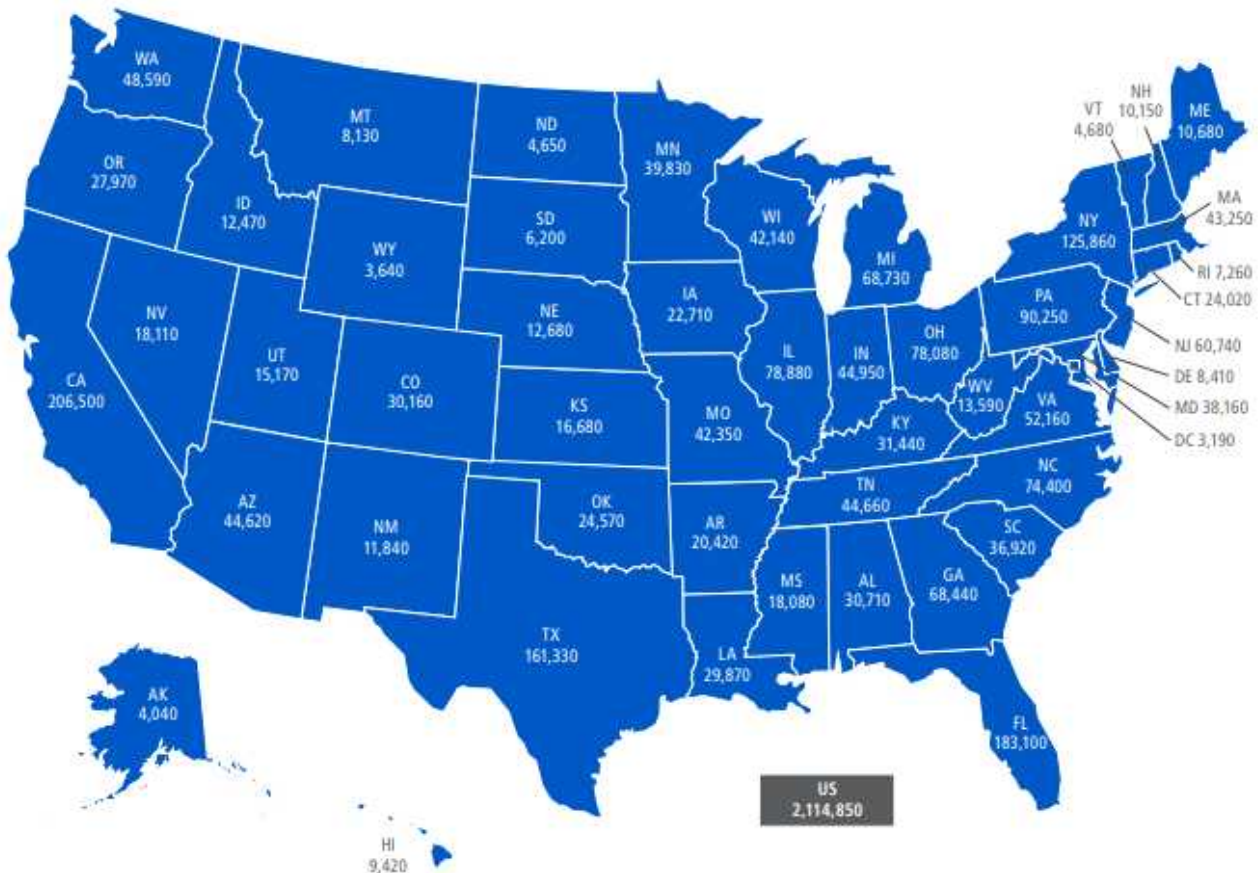 WA
48,590
MT
8,130
ND
4,650
MN
39,830
VT
4,680
NH
10,150
ME
10,680
OR
27,970
ID
12,470
WY
3,640
SD
6,200
WI
42,140
MI
68,730
NY
125,860
MA
43,250
RI 7,260
CT 24,020
NV
18,110
UT
15,170
NE
12,680
IA
22,710
PA
90,250
NJ 60,740
DE 8,410
MD 38,160
DC 3,190
CA
206,500
CO
30,160
KS
16,680
MO
42,350
IL
78,880
IN
44,950
OH
78,080
WV
13,590
VA
52,160
KY
31,440
AZ
44,620
NM
11,840
OK
24,570
AR
20,420
TN
44,660
NC
74,400
SC
36,920
MS
18,080
AL
30,710
GA
68,440
TX
161,330
LA
29,870
FL
183,100
AK
4,040
HI
9,420
US
2,114,850